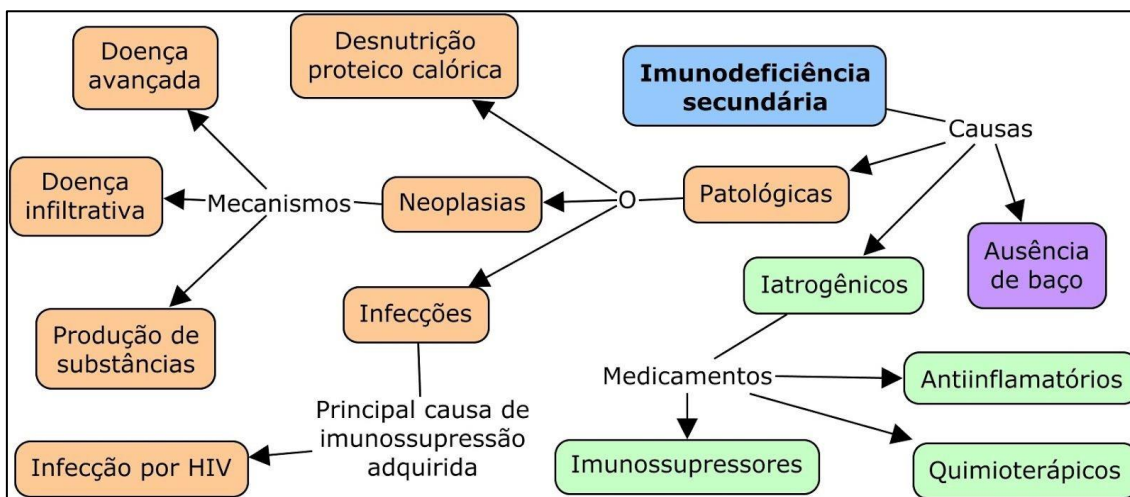 Doença
avançada
Desnutrição
proteico calórica
Imunodeficiência
secundária
Causas
Doença
infiltrativa
Mecanismos
Neoplasias
O
Patológicas
Ausência
de baço
Iatrogênicos
Produção de
substâncias
Infecções
Medicamentos
Antiinflamatórios
Principal causa de
imunossupressão
adquirida
Infecção por HIV
Imunossupressores
Quimioterápicos